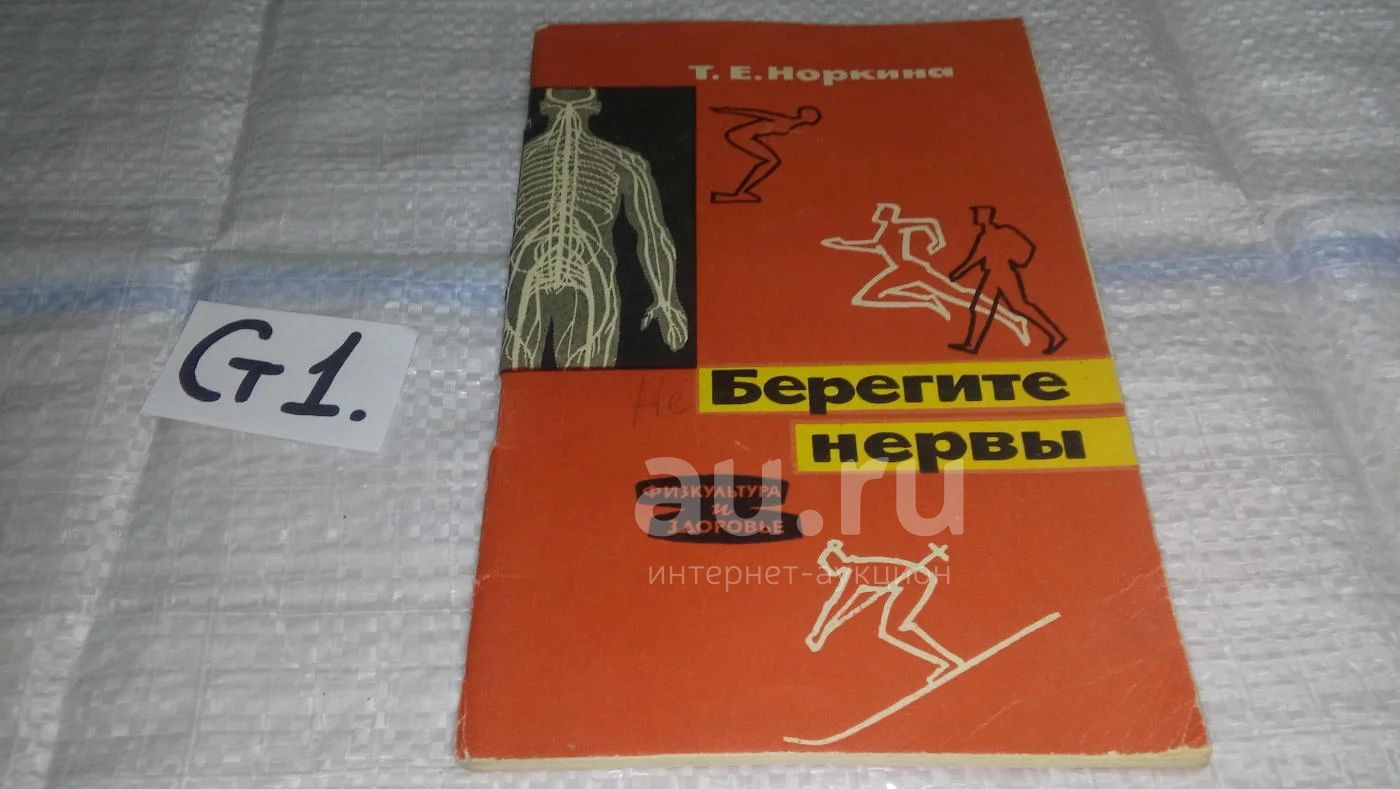 Т. Е. Норкина
Ст 1.
Не Берегите
нервы
au.ru
ФИЗКУЛЬТУРА
и
ЗДОРОВЬЕ
интернет-аукцион